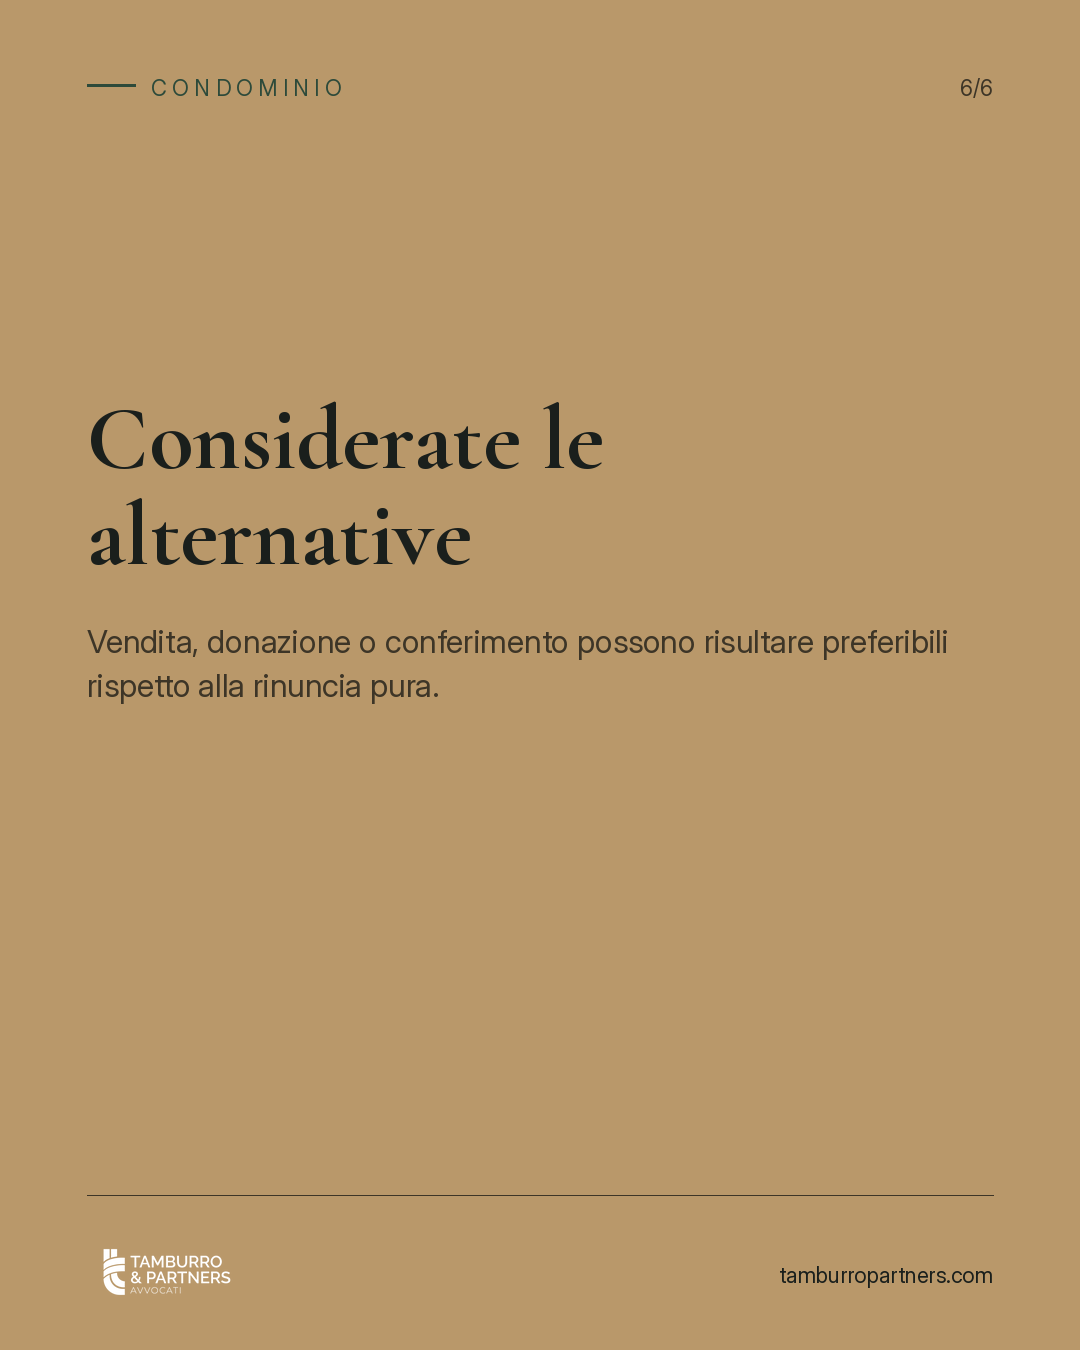 CONDOMINIO
6/6
Considerate le
alternative
Vendita, donazione o conferimento possono risultare preferibili
rispetto alla rinuncia pura.
TAMBURRO
& PARTNERS
AVVOCATI
tamburropartners.com